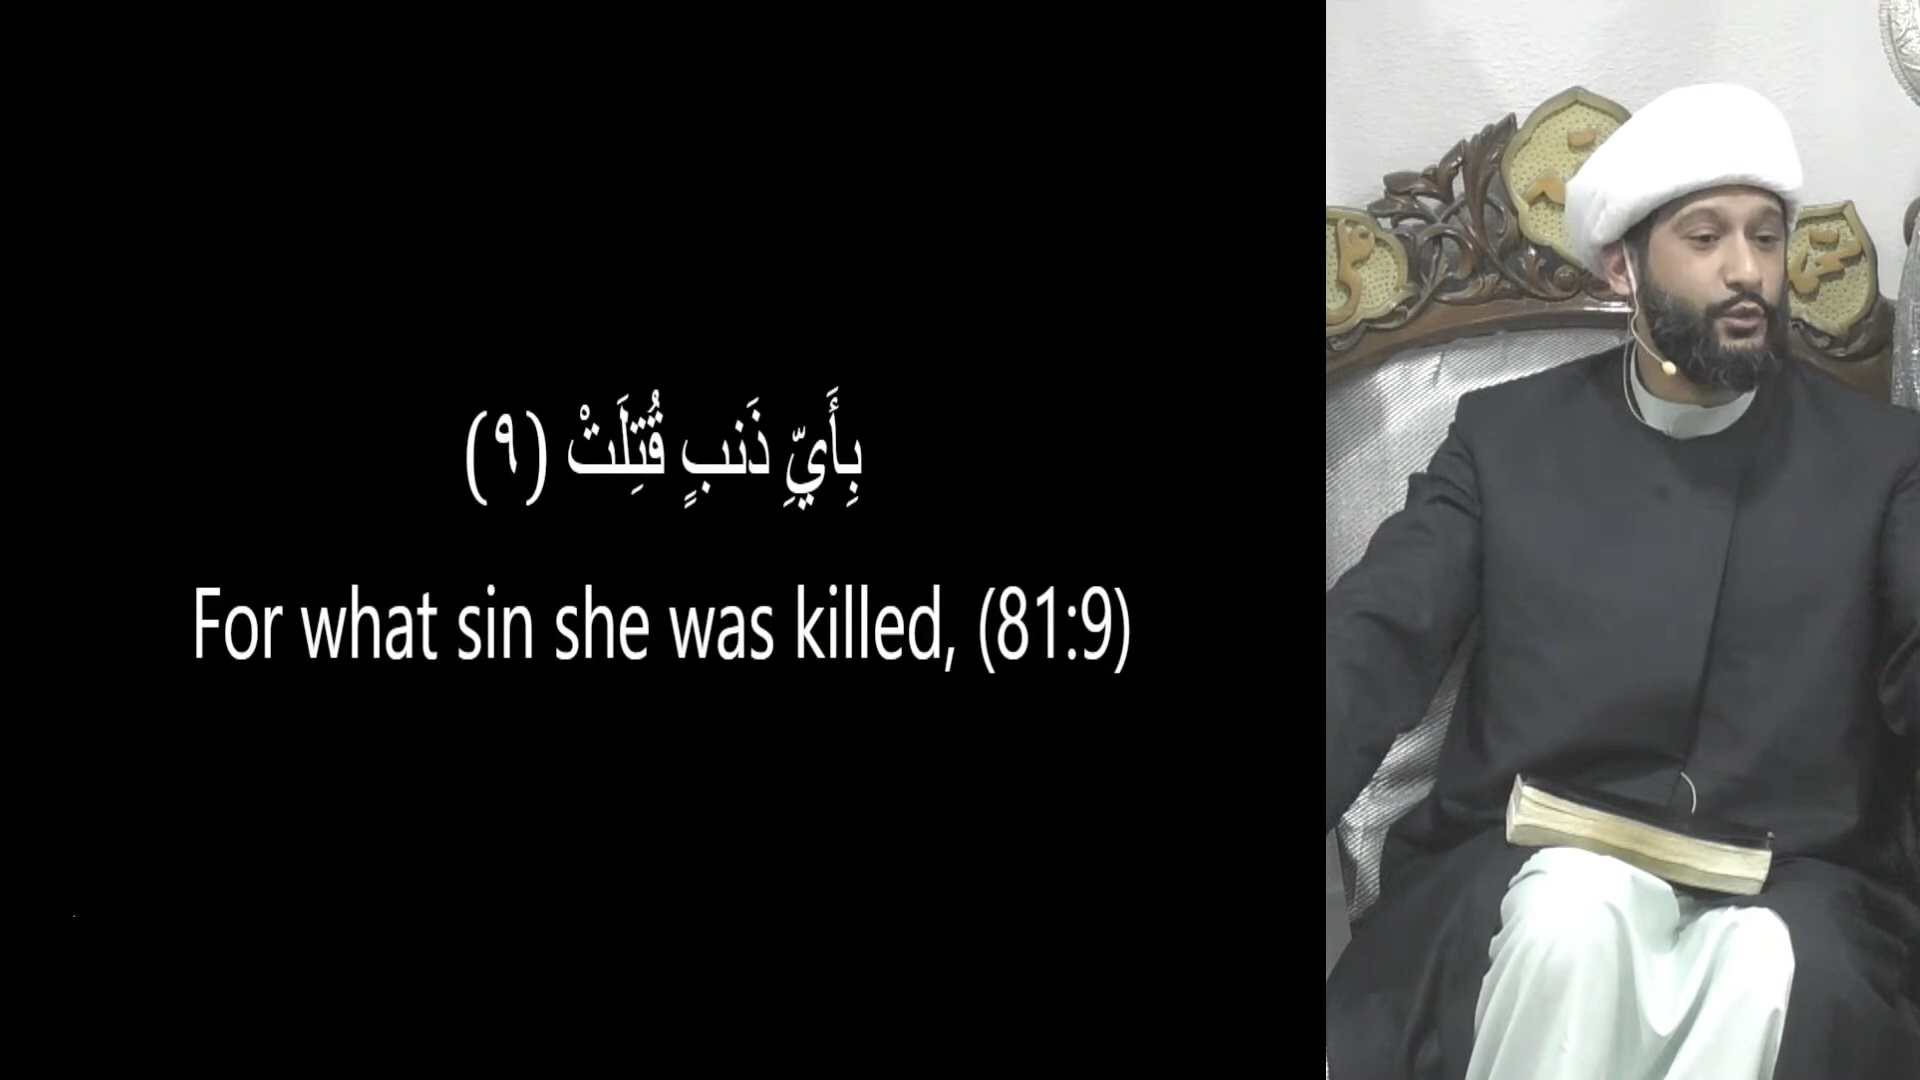 بِأَيِّ ذَنبٍ قُتِلَتْ (٩)
For what sin she was killed, (81:9)